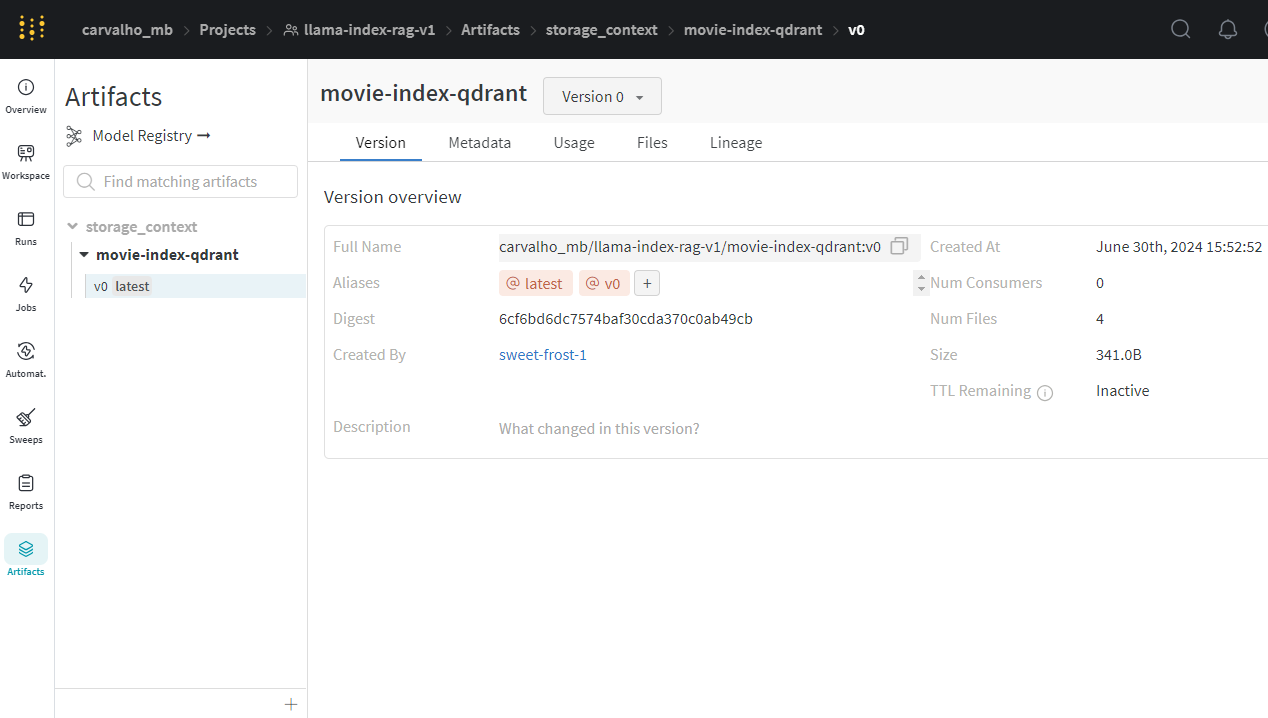 carvalho_mb > Projects > llama-index-rag-v1 > Artifacts > storage_context > movie-index-qdrant > v0
Overview
Workspace
Runs
Jobs
Automat.
Sweeps
Reports
Artifacts
Artifacts
Model Registry
Find matching artifacts
storage_context
movie-index-qdrant
v0 latest
movie-index-qdrant
Version 0
Version Metadata Usage Files Lineage
Version overview
Full Name carvalho_mb/llama-index-rag-v1/movie-index-qdrant:v0
Aliases @ latest @ v0 +
Digest 6cf6bd6dc7574baf30cda370c0ab49cb
Created By sweet-frost-1
Description What changed in this version?
Created At June 30th, 2024 15:52:52
Num Consumers 0
Num Files 4
Size 341.0B
TTL Remaining Inactive